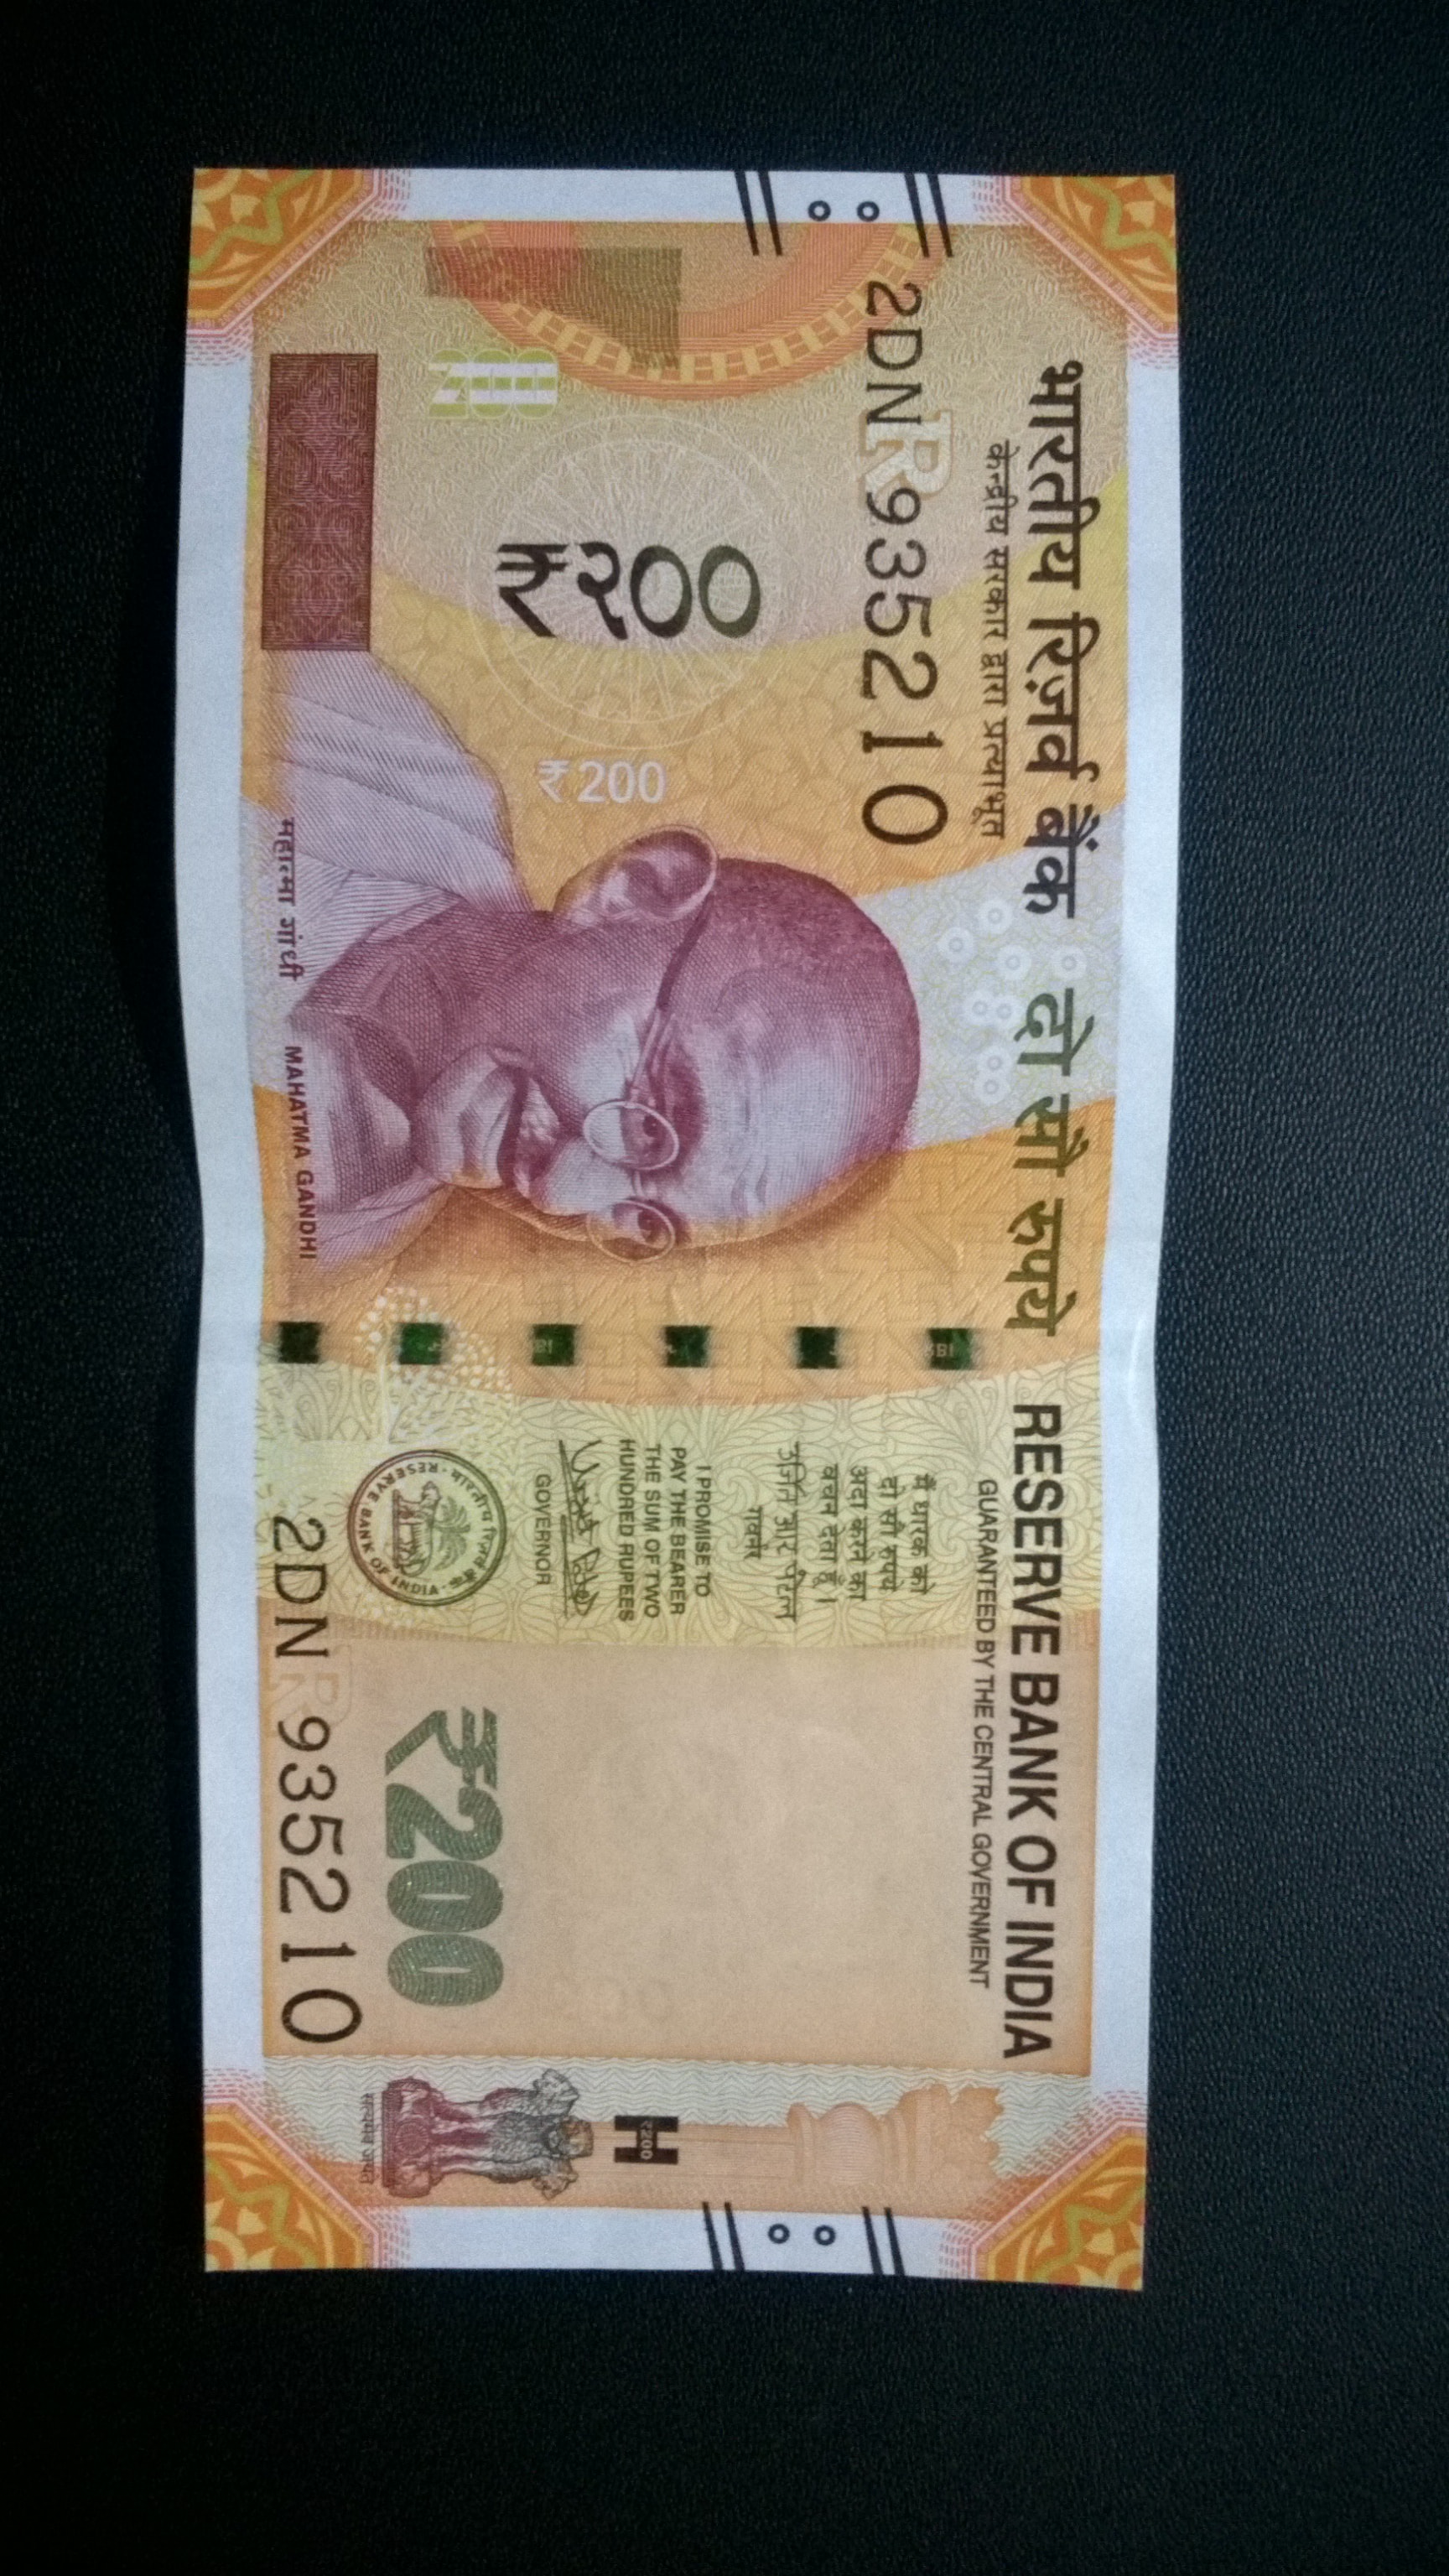 भारतीय रिज़र्व बैंक
केन्द्रीय सरकार द्वारा प्रत्याभूत
दो सौ रुपये
RESERVE BANK OF INDIA
GUARANTEED BY THE CENTRAL GOVERNMENT
2DN R 935210
₹२००
₹200
मैं धारक को
दो सौ रुपये
अदा करने का
वचन देता हूँ।
उर्जित आर पटेल
गवर्नर
I PROMISE TO
PAY THE BEARER
THE SUM OF TWO
HUNDRED RUPEES
GOVERNOR
भारतीय रिज़र्व बैंक
RESERVE BANK OF INDIA
महात्मा गांधी
MAHATMA GANDHI
H
₹200
₹200
सत्यमेव जयते
2DN R 935210